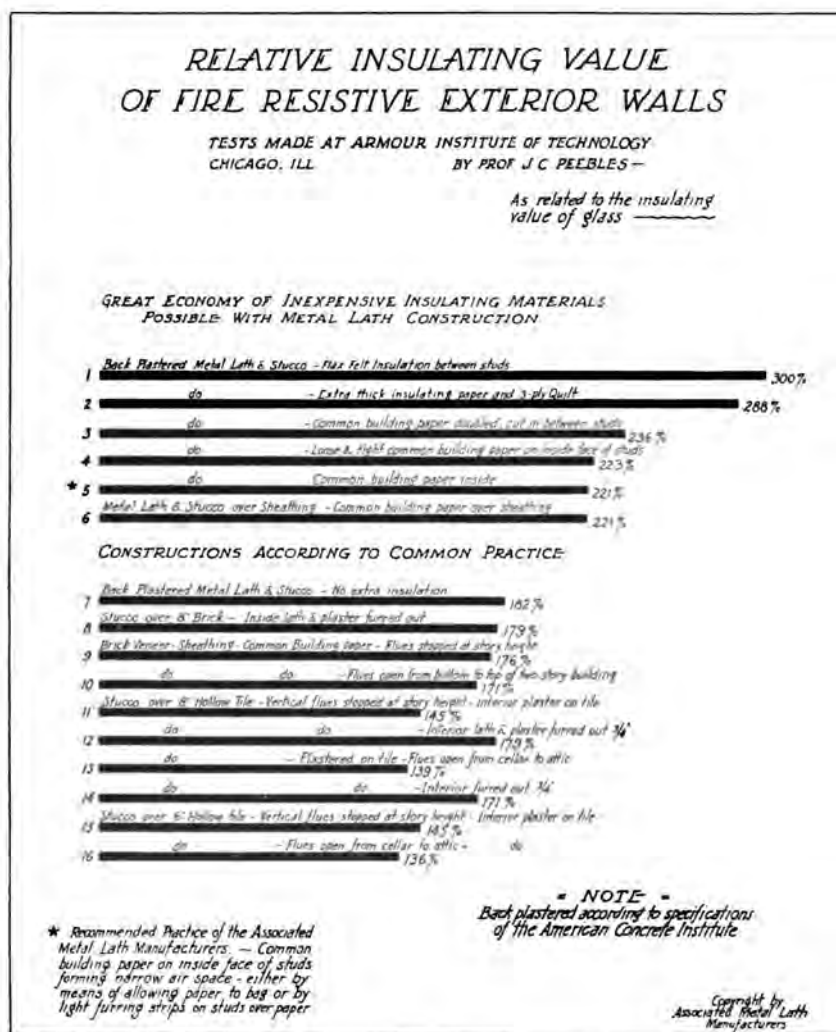 RELATIVE INSULATING VALUE
OF FIRE RESISTIVE EXTERIOR WALLS
TESTS MADE AT ARMOUR INSTITUTE OF TECHNOLOGY
CHICAGO, ILL BY PROF J C PEEBLES—
As related to the insulating
value of glass
GREAT ECONOMY OF INEXPENSIVE INSULATING MATERIALS
POSSIBLE WITH METAL LATH CONSTRUCTION
Back Plastered Metal Lath & Stucco - Flax Felt Insulation between studs
1 300%
do - Extra thick insulating paper and 3-ply Quilt
2 288%
do - Common building paper doubled, cut in between studs
3 236%
do - Loose & tight common building paper on inside face of studs
4 223%
do Common building paper inside
* 5 221%
Metal Lath & Stucco over Sheathing - Common building paper over sheathing
6 221%
CONSTRUCTIONS ACCORDING TO COMMON PRACTICE
Back Plastered Metal Lath & Stucco - No extra insulation
7 182%
Stucco over 8" Brick - Inside lath & plaster furred out
8 179%
Brick Veneer - Sheathing - Common Building paper - Flues stopped at story height
9 176%
do do - Flues open from bottom to top of two story building
10 171%
Stucco over 8" Hollow Tile - Vertical flues stopped at story height - Interior plaster on tile
11 145%
do do - Interior lath & plaster furred out ¾"
12 179%
do - Plastered on tile - Flues open from cellar to attic
13 139%
do do - Interior furred out ¾"
14 171%
Stucco over 6" Hollow tile - Vertical flues stopped at story height - Interior plaster on tile -
15 145%
do - Flues open from cellar to attic - do
16 136%
= NOTE =
Back plastered according to specifications
of the American Concrete Institute
* Recommended Practice of the Associated
Metal Lath Manufacturers. — Common
building paper on inside face of studs
forming narrow air space - either by
means of allowing paper to bag or by
light furring strips on studs over paper
Copyright by
Associated Metal Lath
Manufacturers